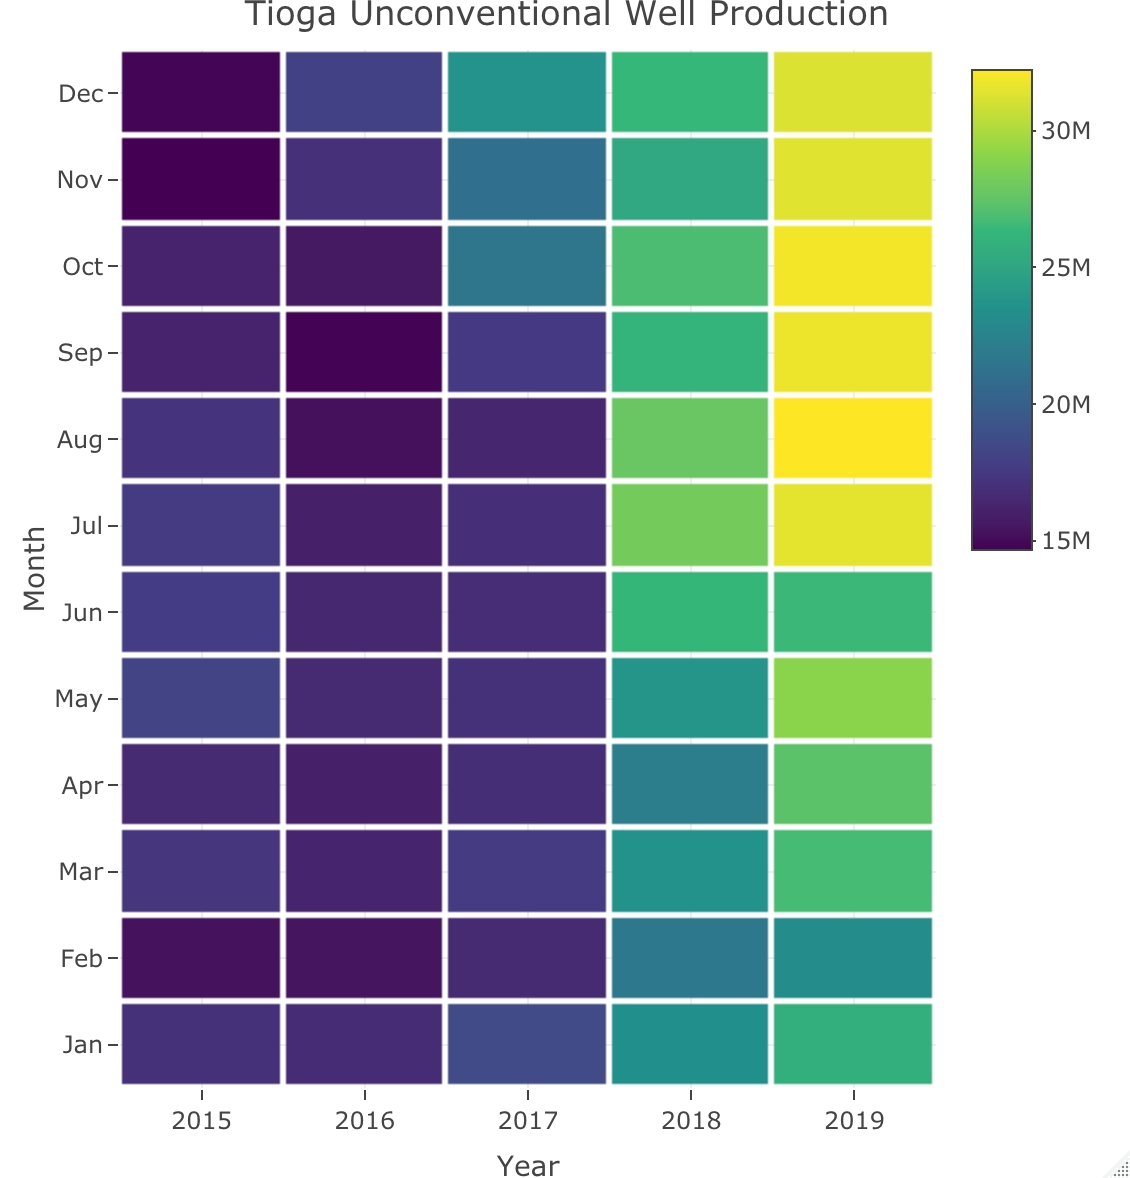 Tioga Unconventional Well Production
Dec
Nov
Oct
Sep
Aug
Jul
Jun
May
Apr
Mar
Feb
Jan
Month
2015 2016 2017 2018 2019
Year
30M
25M
20M
15M